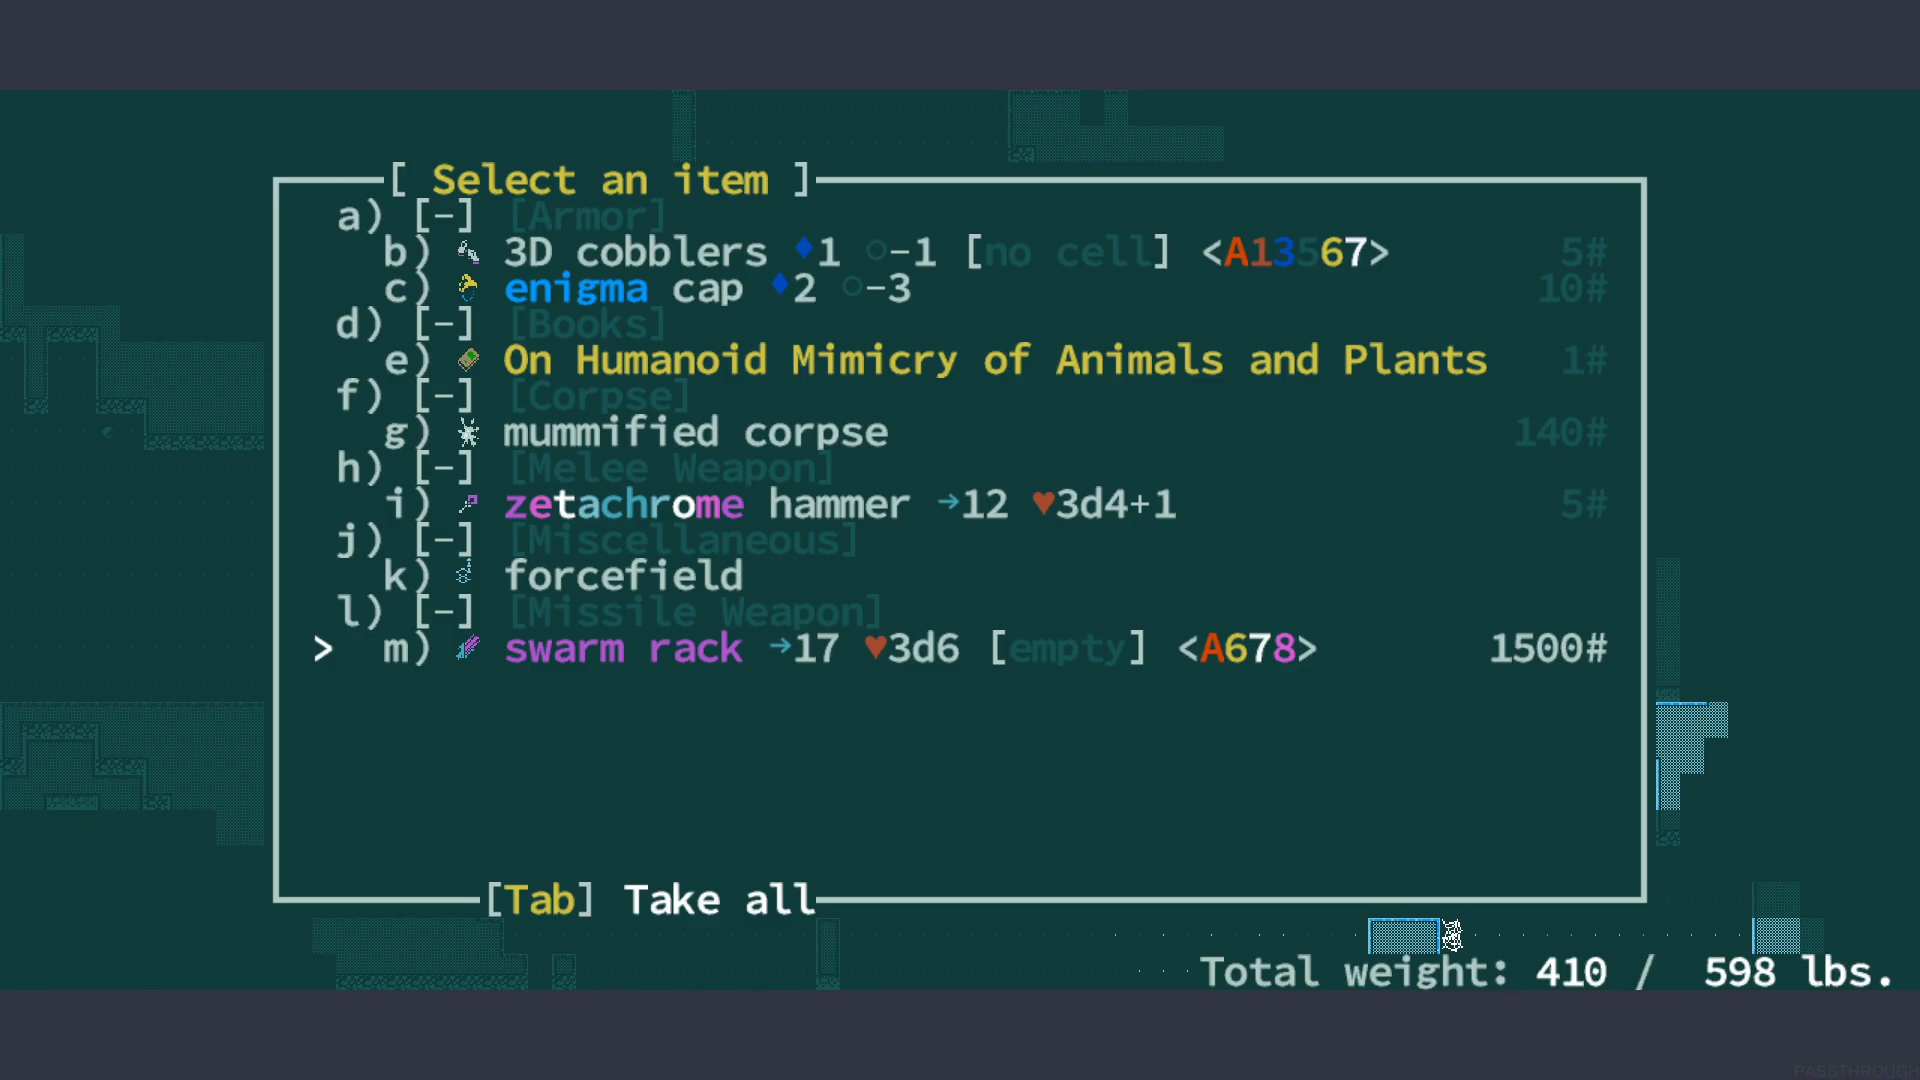 [ Select an item ]
a) [-] [Armor]
b) 3D cobblers ♦1 ○-1 [no cell] <A13567> 5#
c) enigma cap ♦2 ○-3 10#
d) [-] [Books]
e) On Humanoid Mimicry of Animals and Plants 1#
f) [-] [Corpse]
g) mummified corpse 140#
h) [-] [Melee Weapon]
i) zetachrome hammer →12 ♥3d4+1 5#
j) [-] [Miscellaneous]
k) forcefield
l) [-] [Missile Weapon]
> m) swarm rack →17 ♥3d6 [empty] <A678> 1500#
[Tab] Take all
Total weight: 410 / 598 lbs.
PASSTHROUGH